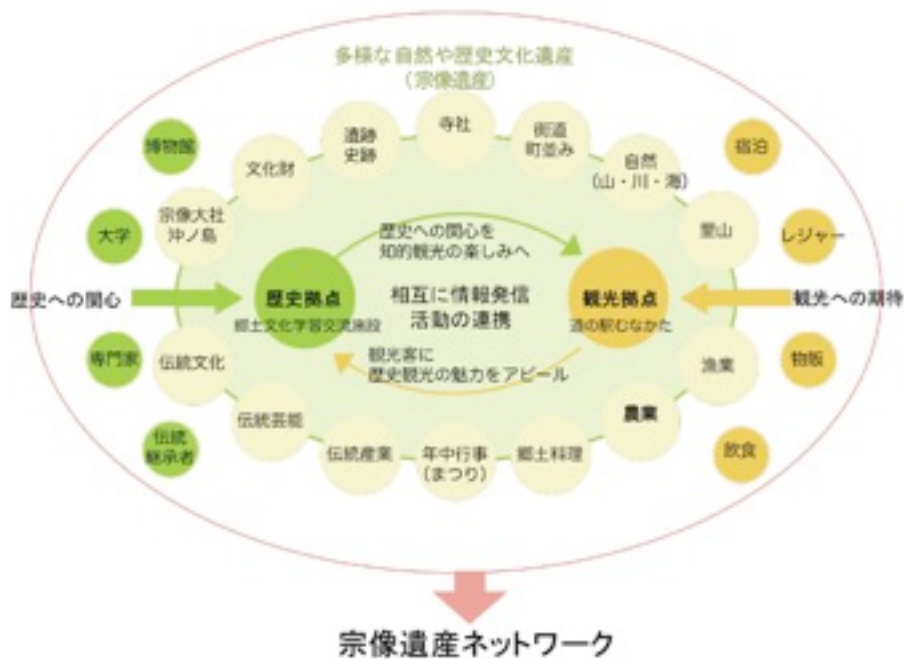 多様な自然や歴史文化遺産
(宗像遺産)
寺社
遺跡
史跡
街道
町並み
博物館
文化財
自然
(山・川・海)
宿泊
大学
宗像大社
沖ノ島
里山
レジャー
歴史への関心を
知的観光の楽しみへ
歴史への関心
歴史拠点
郷土文化学習交流施設
相互に情報発信
活動の連携
観光拠点
道の駅むなかた
観光への期待
専門家
伝統文化
観光客に
歴史観光の魅力をアピール
漁業
物販
伝統
継承者
伝統芸能
農業
飲食
伝統産業
年中行事
(まつり)
郷土料理
宗像遺産ネットワーク